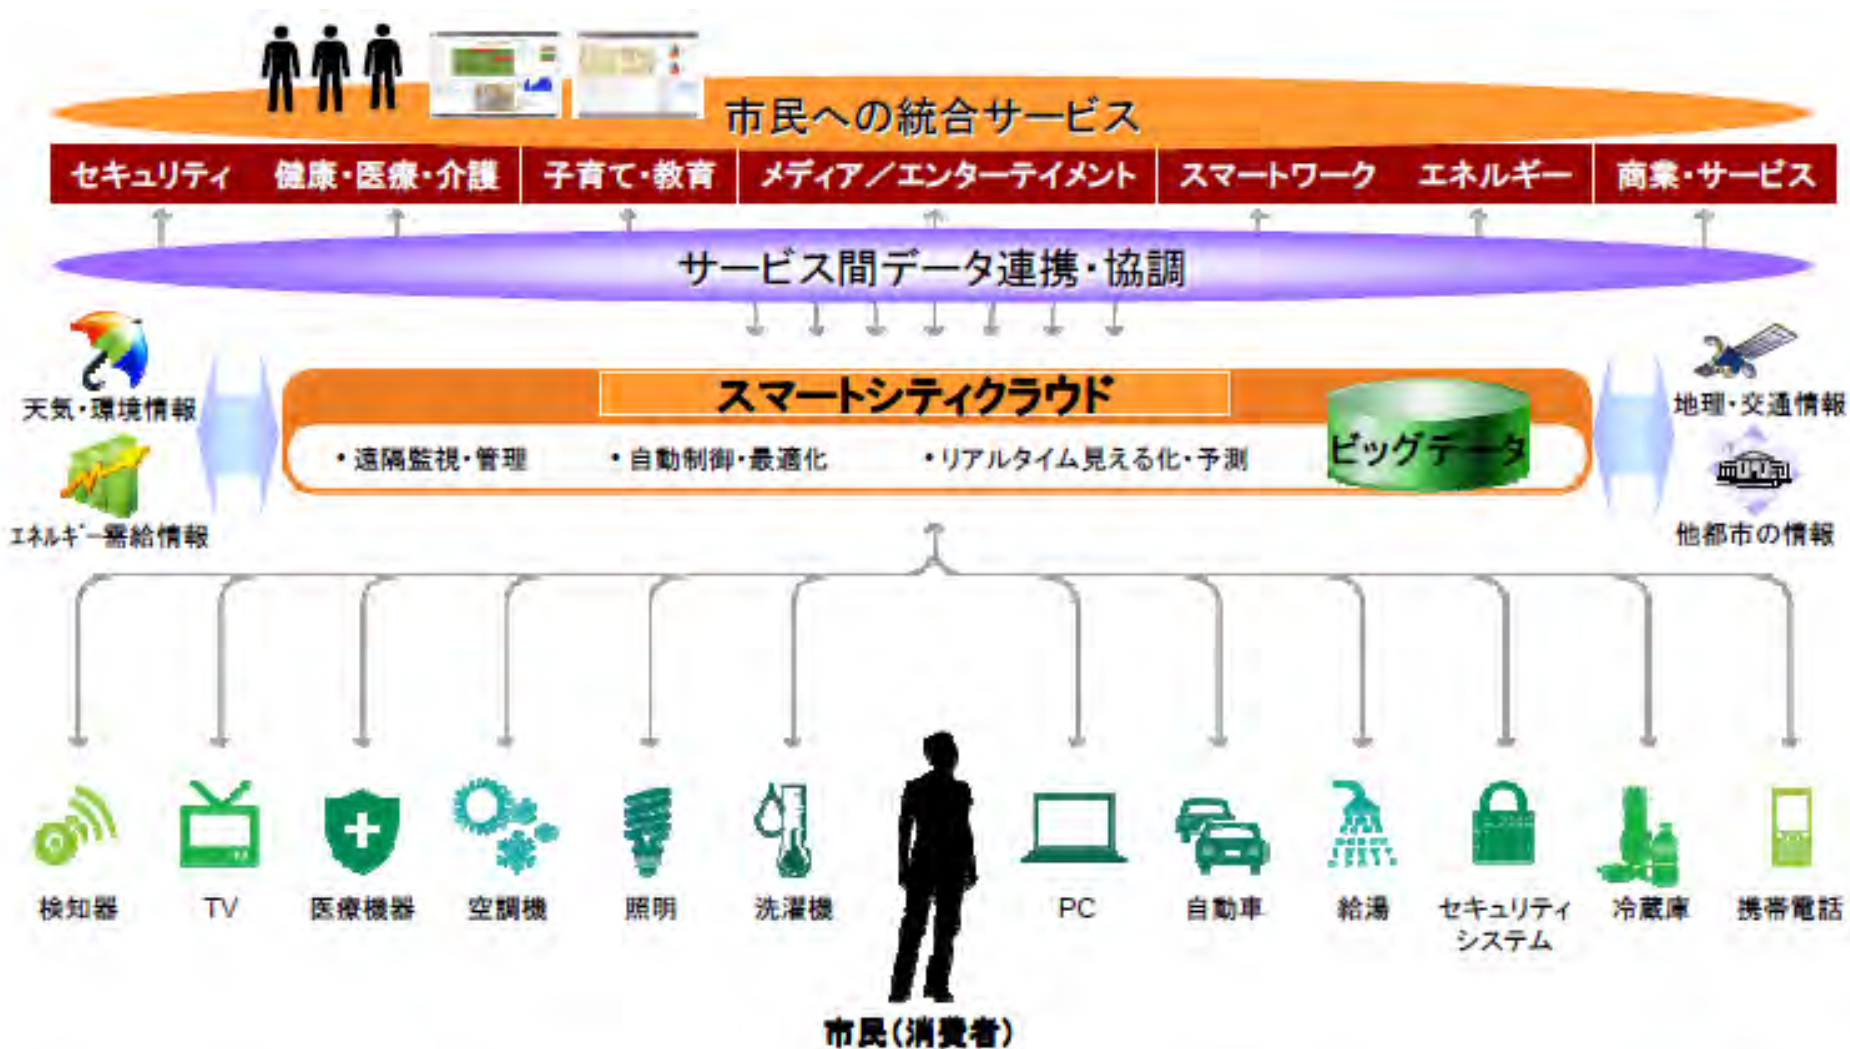 市民への統合サービス
セキュリティ 健康・医療・介護 子育て・教育 メディア／エンターテイメント スマートワーク エネルギー 商業・サービス
サービス間データ連携・協調
天気・環境情報
エネルギー需給情報
スマートシティクラウド
・遠隔監視・管理 ・自動制御・最適化 ・リアルタイム見える化・予測
ビッグデータ
地理・交通情報
他都市の情報
検知器 TV 医療機器 空調機 照明 洗濯機 PC 自動車 給湯 セキュリティ 冷蔵庫 携帯電話
システム
市民（消費者）